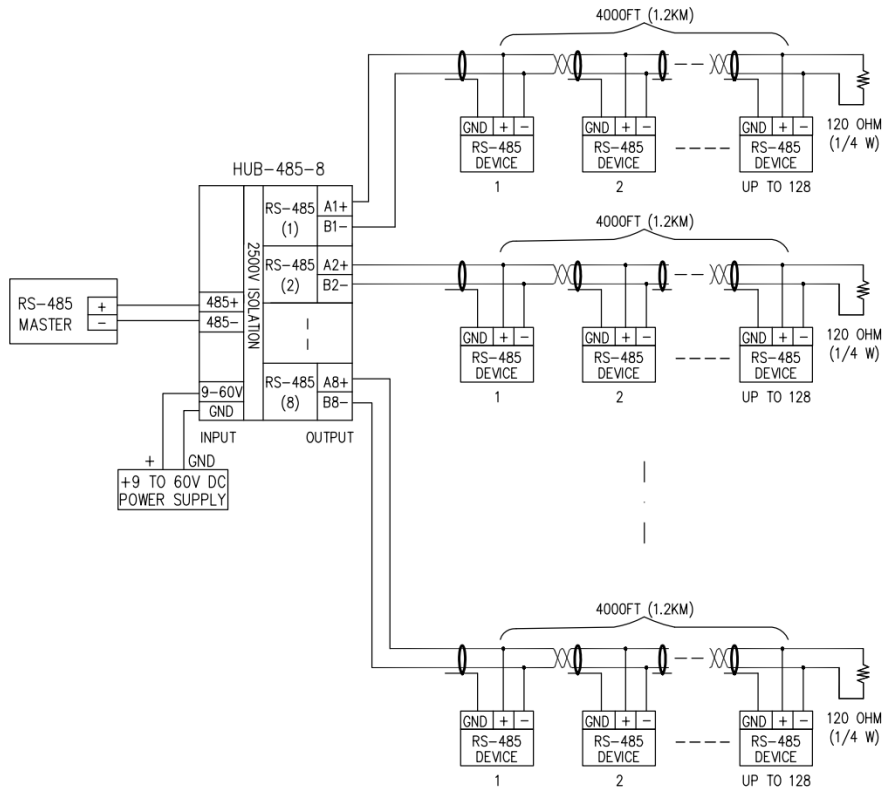 4000FT (1.2KM)
GND + -
RS-485
DEVICE
1
GND + -
RS-485
DEVICE
2
GND + -
RS-485
DEVICE
UP TO 128
120 OHM
(1/4 W)
HUB-485-8
RS-485
(1)
A1+
B1-
RS-485
(2)
A2+
B2-
2500V ISOLATION
RS-485
MASTER
+
-
485+
485-
RS-485
(8)
A8+
B8-
9-60V
GND
INPUT
OUTPUT
+ GND
+9 TO 60V DC
POWER SUPPLY
4000FT (1.2KM)
GND + -
RS-485
DEVICE
1
GND + -
RS-485
DEVICE
2
GND + -
RS-485
DEVICE
UP TO 128
120 OHM
(1/4 W)
4000FT (1.2KM)
GND + -
RS-485
DEVICE
1
GND + -
RS-485
DEVICE
2
GND + -
RS-485
DEVICE
UP TO 128
120 OHM
(1/4 W)